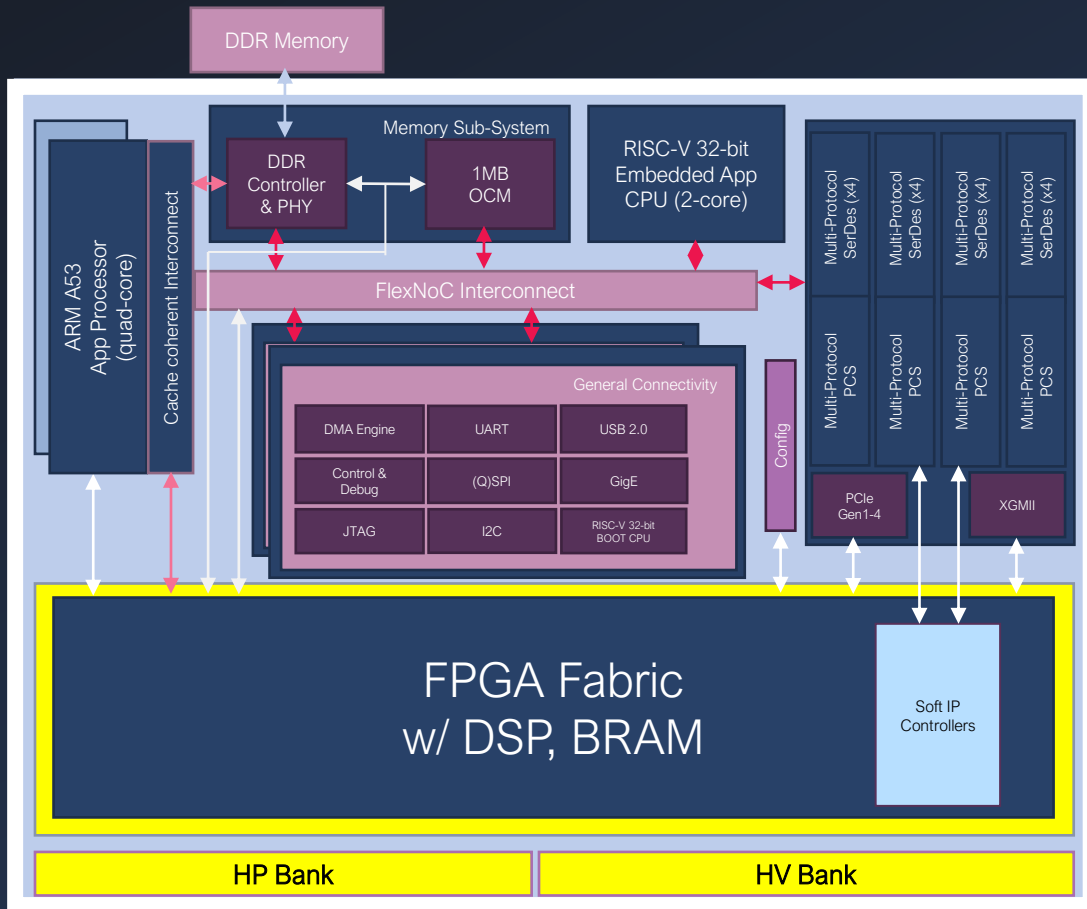 DDR Memory
Memory Sub-System
DDR
Controller
& PHY
1MB
OCM
RISC-V 32-bit
Embedded App
CPU (2-core)
Multi-Protocol
SerDes (x4)
Multi-Protocol
SerDes (x4)
Multi-Protocol
SerDes (x4)
Multi-Protocol
SerDes (x4)
ARM A53
App Processor
(quad-core)
Cache coherent Interconnect
FlexNoC Interconnect
Multi-Protocol
PCS
Multi-Protocol
PCS
Multi-Protocol
PCS
Multi-Protocol
PCS
General Connectivity
DMA Engine
UART
USB 2.0
Control &
Debug
(Q)SPI
GigE
JTAG
I2C
RISC-V 32-bit
BOOT CPU
Config
PCIe
Gen1-4
XGMII
FPGA Fabric
w/ DSP, BRAM
Soft IP
Controllers
HP Bank
HV Bank